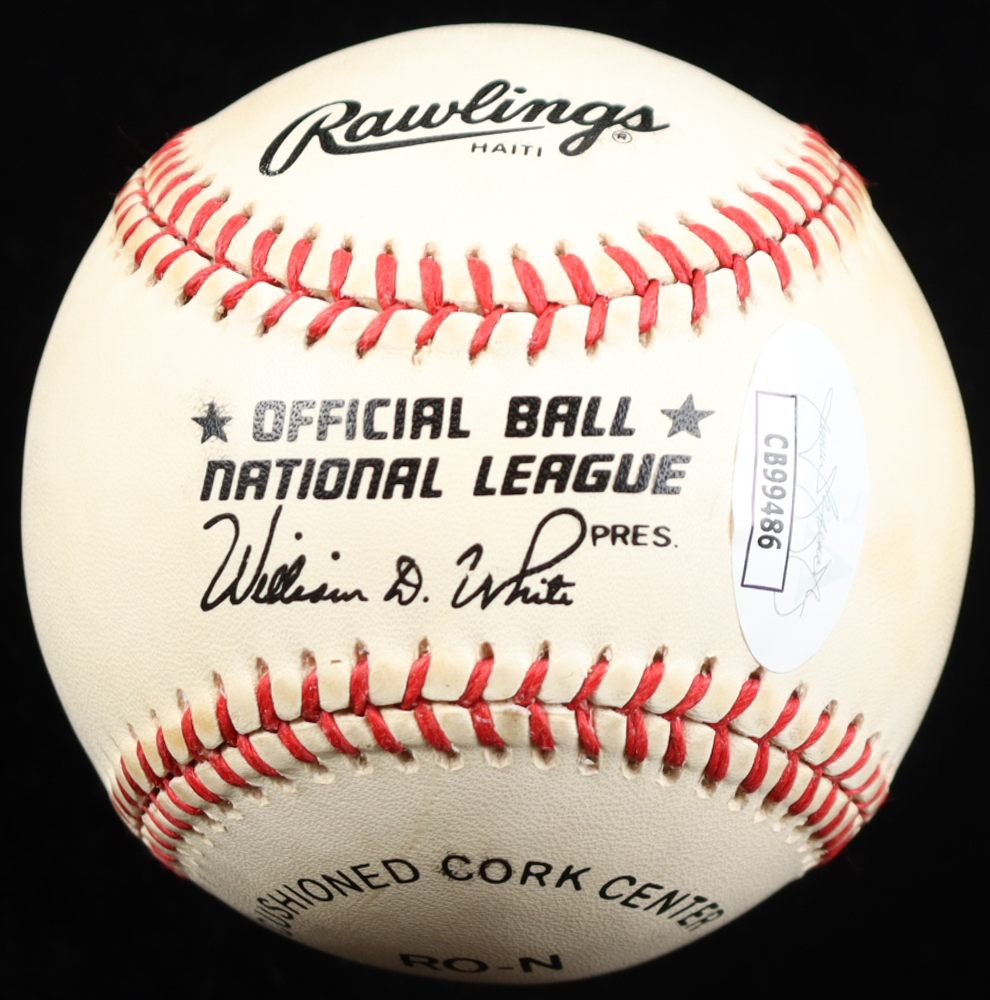 Rawlings®
HAITI
★ OFFICIAL BALL ★
NATIONAL LEAGUE
William D. White PRES.
CB99486
CUSHIONED CORK CENTER
RO-N